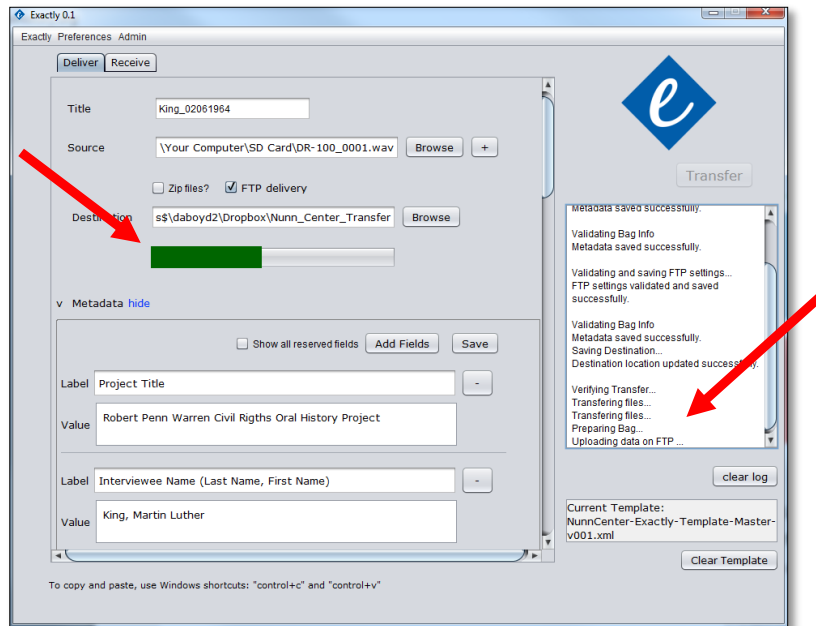 Exactly 0.1
Exactly Preferences Admin
Deliver Receive
Title King_02061964
Source \Your Computer\SD Card\DR-100_0001.wav Browse +
Zip files? FTP delivery
Destination s$\daboyd2\Dropbox\Nunn_Center_Transfer Browse
v Metadata hide
Show all reserved fields Add Fields Save
Label Project Title -
Value Robert Penn Warren Civil Rigths Oral History Project
Label Interviewee Name (Last Name, First Name) -
Value King, Martin Luther
To copy and paste, use Windows shortcuts: "control+c" and "control+v"
e
Transfer
Metadata saved successfully.
Validating Bag Info
Metadata saved successfully.
Validating and saving FTP settings...
FTP settings validated and saved
successfully.
Validating Bag Info
Metadata saved successfully.
Saving Destination...
Destination location updated successfully.
Verifying Transfer...
Transfering files...
Transfering files...
Preparing Bag...
Uploading data on FTP ...
clear log
Current Template:
NunnCenter-Exactly-Template-Master-
v001.xml
Clear Template